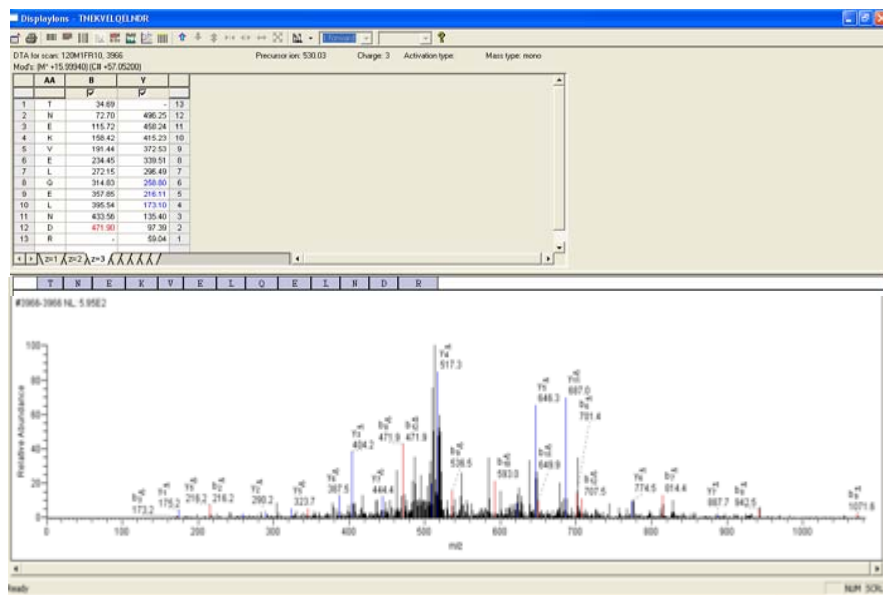 DisplayIons - TNEKVELQELNDR
DTA for scan: 120M1FR10, 3966 Precursor ion: 530.03 Charge: 3 Activation type: Mass type: mono
Mod's: (M* +15.99940) (C# +57.05200)
AA B Y
1 T 34.69 - 13
2 N 72.70 496.25 12
3 E 115.72 458.24 11
4 K 158.42 415.23 10
5 V 191.44 372.53 9
6 E 234.45 339.51 8
7 L 272.15 296.49 7
8 Q 314.83 258.80 6
9 E 357.85 216.11 5
10 L 395.54 173.10 4
11 N 433.56 135.40 3
12 D 471.90 97.39 2
13 R - 59.04 1
z=1 z=2 z=3
T N E K V E L Q E L N D R
#3966-3966 NL: 5.95E2
Relative Abundance
100
80
60
40
20
0
517.3
646.3
687.0
701.4
404.2
471.9 471.9
536.5
593.0
649.9
707.5
387.5
444.4
774.5
814.4
887.7
942.5
1071.6
173.2
175.2
216.2
216.2
290.2
323.7
0 100 200 300 400 500 600 700 800 900 1000
m/z
Ready NUM